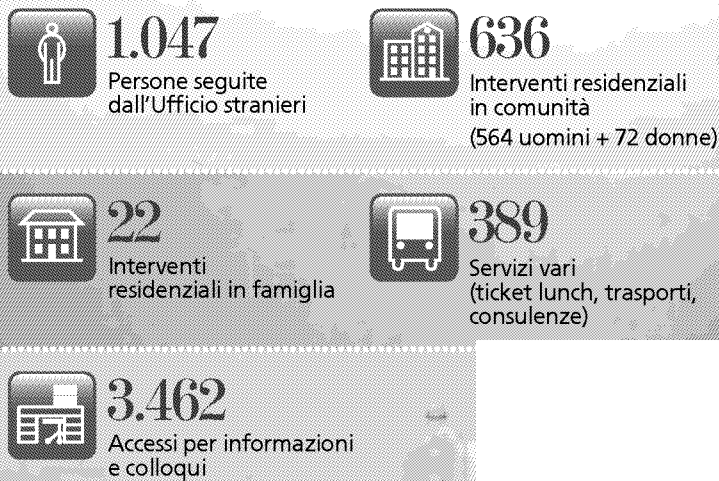 1.047
Persone seguite
dall'Ufficio stranieri
636
Interventi residenziali
in comunità
(564 uomini + 72 donne)
22
Interventi
residenziali in famiglia
389
Servizi vari
(ticket lunch, trasporti,
consulenze)
3.462
Accessi per informazioni
e colloqui